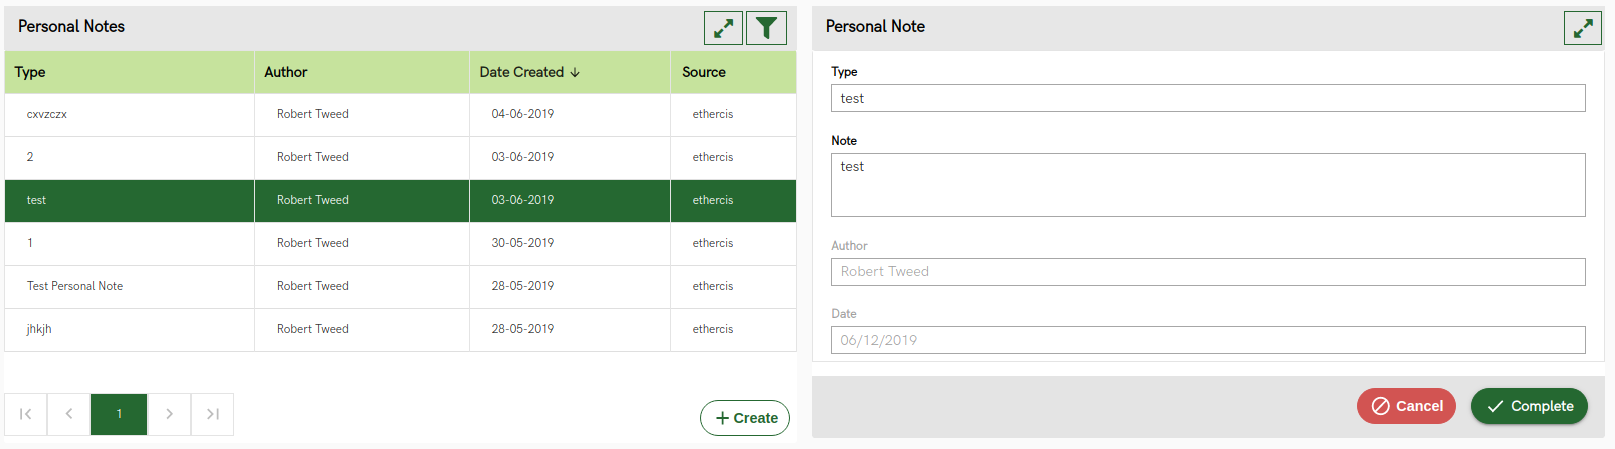 Personal Notes
Type Author Date Created Source
cxvzczx Robert Tweed 04-06-2019 ethercis
2 Robert Tweed 03-06-2019 ethercis
test Robert Tweed 03-06-2019 ethercis
1 Robert Tweed 30-05-2019 ethercis
Test Personal Note Robert Tweed 28-05-2019 ethercis
jhkjh Robert Tweed 28-05-2019 ethercis
1
Create
Personal Note
Type
test
Note
test
Author
Robert Tweed
Date
06/12/2019
Cancel Complete